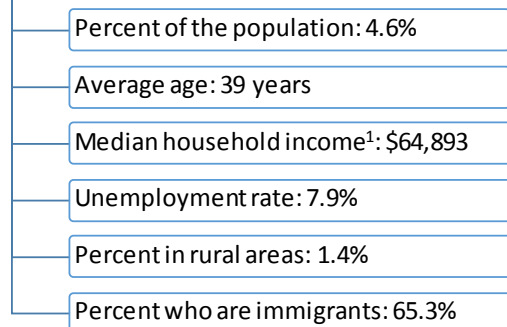 Percent of the population: 4.6%
Average age: 39 years
Median household income¹: $64,893
Unemployment rate: 7.9%
Percent in rural areas: 1.4%
Percent who are immigrants: 65.3%